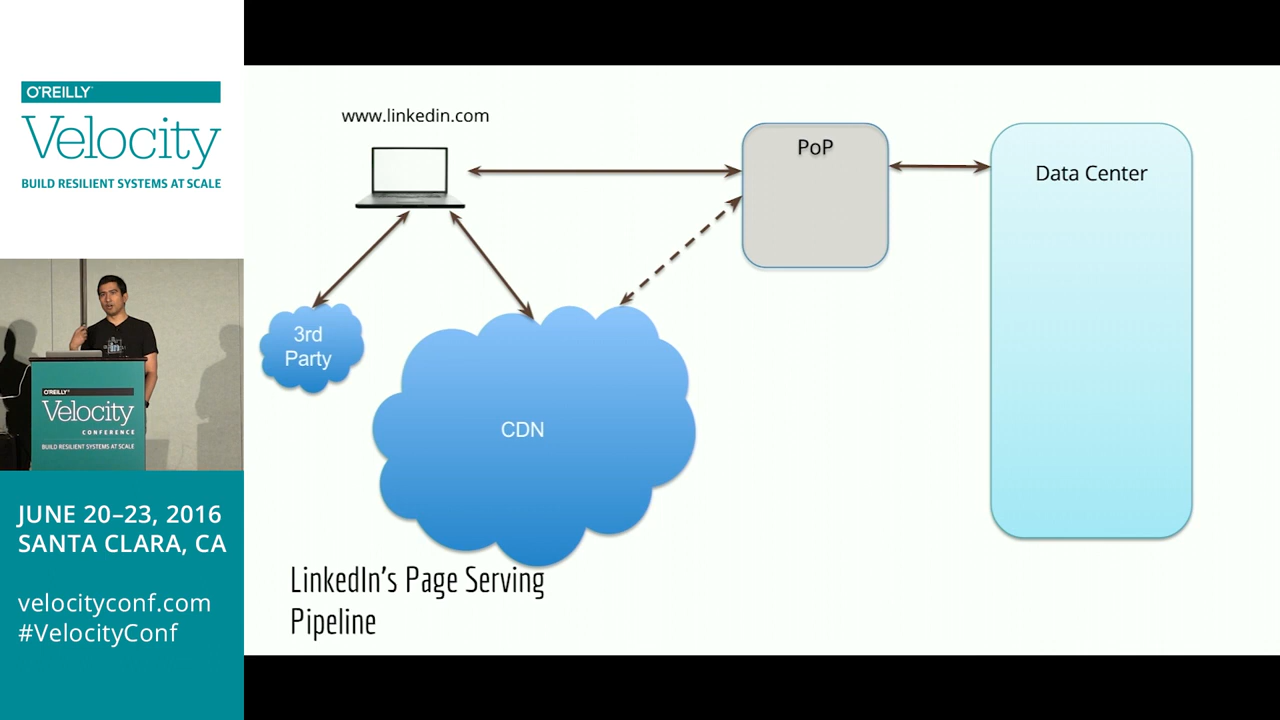 O'REILLY
Velocity
BUILD RESILIENT SYSTEMS AT SCALE
www.linkedin.com
PoP
Data Center
3rd
Party
CDN
LinkedIn's Page Serving
Pipeline
in
O'REILLY
Velocity
CONFERENCE
BUILD RESILIENT SYSTEMS AT SCALE
JUNE 20–23, 2016
SANTA CLARA, CA
velocityconf.com
#VelocityConf